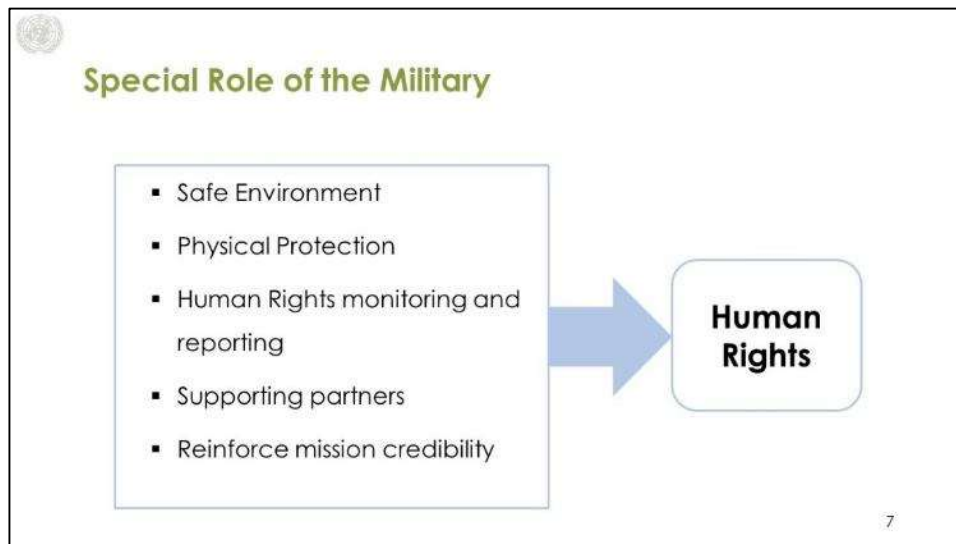 Special Role of the Military
▪ Safe Environment
▪ Physical Protection
▪ Human Rights monitoring and
reporting
▪ Supporting partners
▪ Reinforce mission credibility
Human
Rights
7